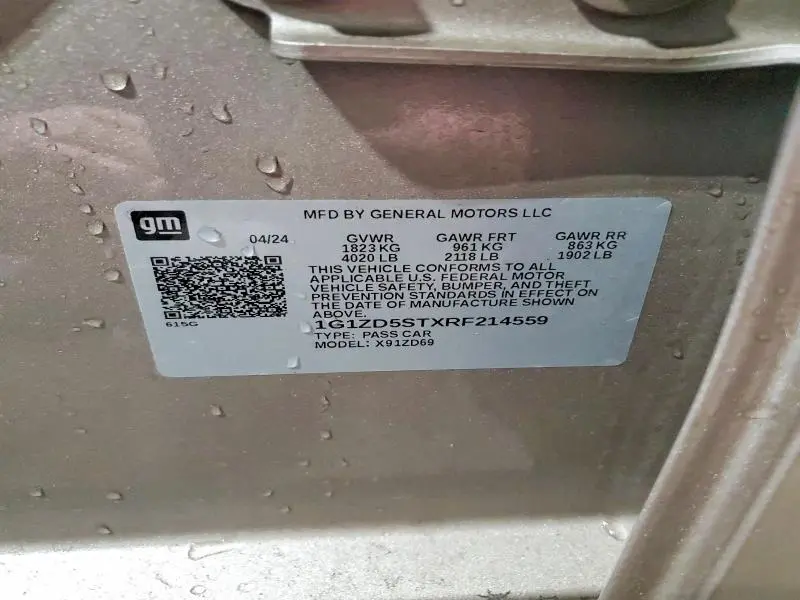 gm
MFD BY GENERAL MOTORS LLC
04/24 GVWR GAWR FRT GAWR RR
1823 KG 961 KG 863 KG
4020 LB 2118 LB 1902 LB
THIS VEHICLE CONFORMS TO ALL
APPLICABLE U.S. FEDERAL MOTOR
VEHICLE SAFETY, BUMPER, AND THEFT
PREVENTION STANDARDS IN EFFECT ON
THE DATE OF MANUFACTURE SHOWN
ABOVE.
615G
1G1ZD5STXRF214559
TYPE: PASS CAR
MODEL: X91ZD69